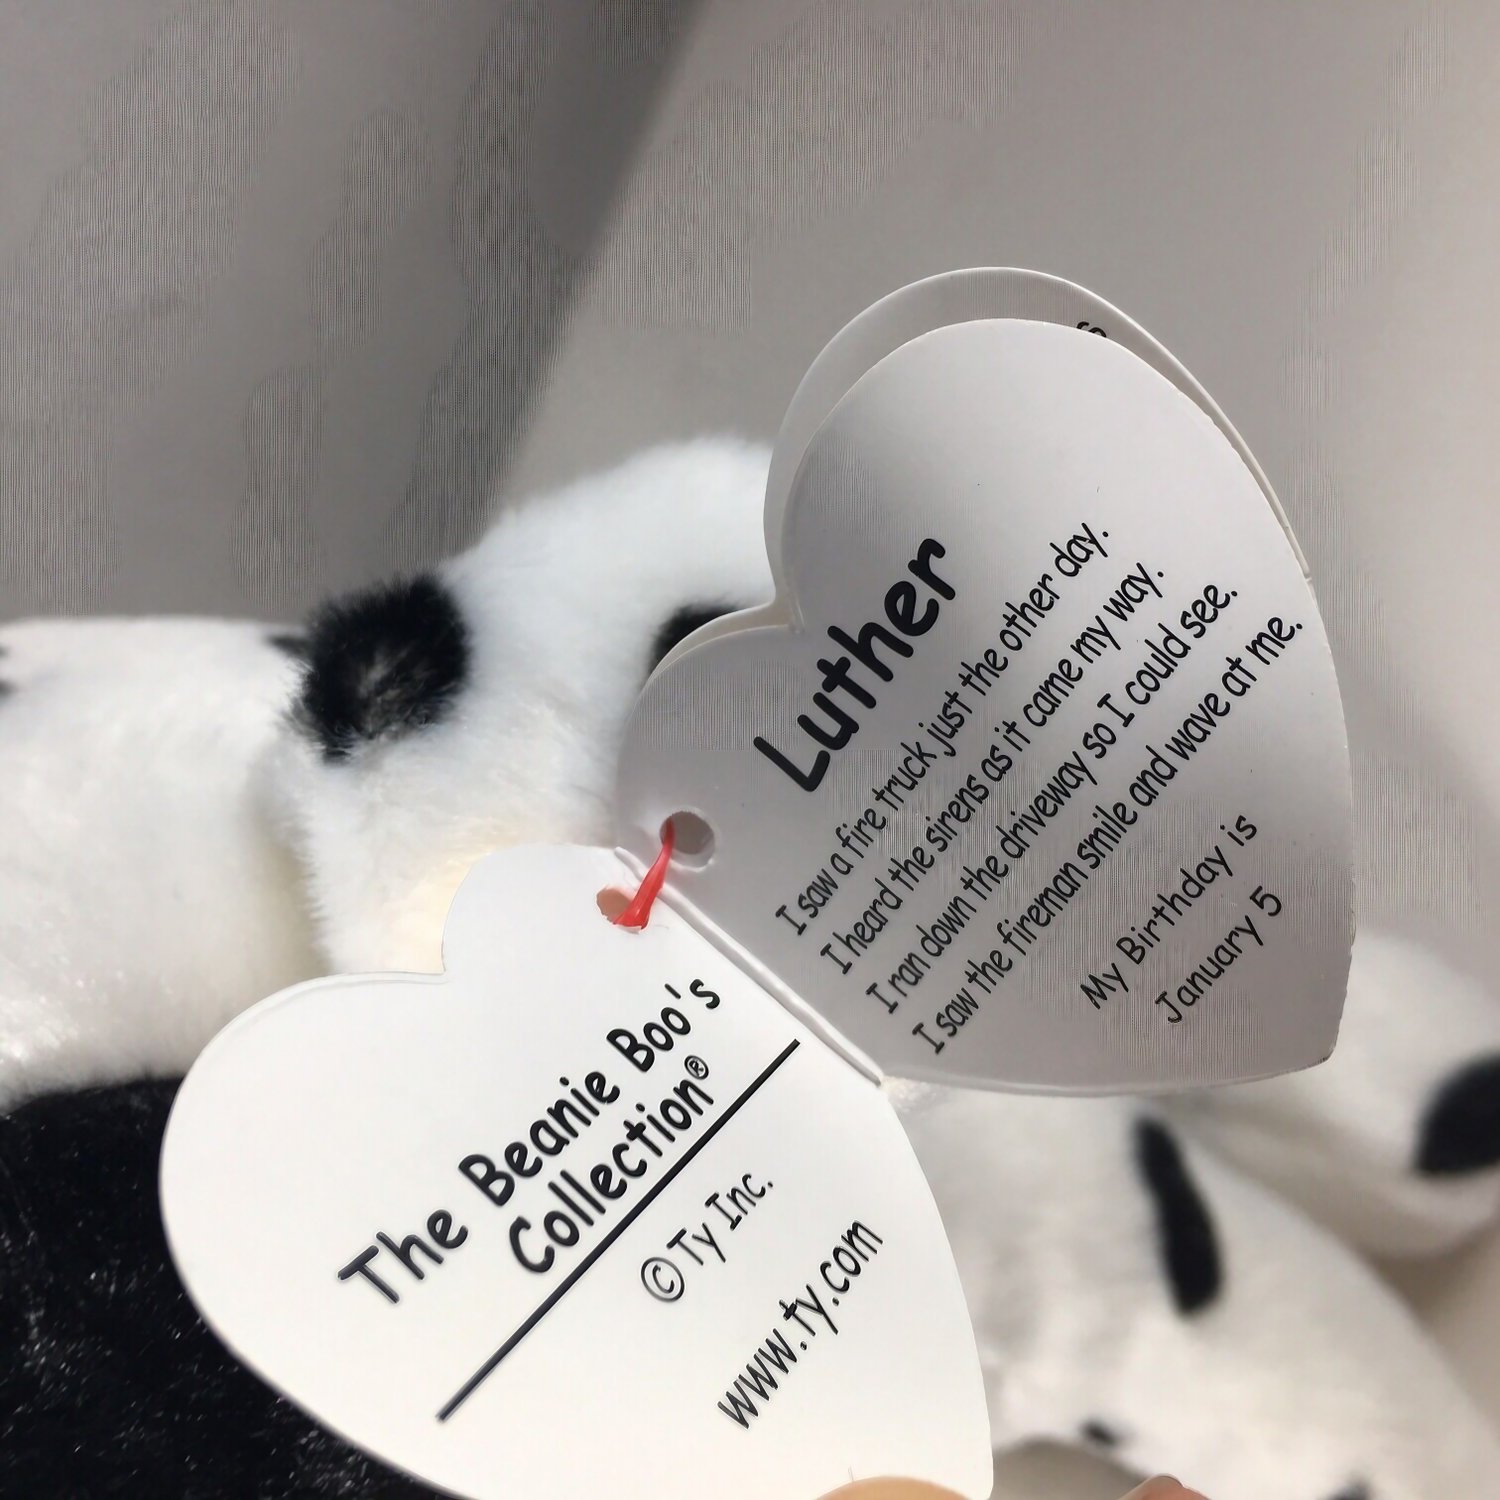 The Beanie Boo's
Collection®
© Ty Inc.
www.ty.com
Luther
I saw a fire truck just the other day.
I heard the sirens as it came my way.
I ran down the driveway so I could see.
I saw the fireman smile and wave at me.
My Birthday is
January 5